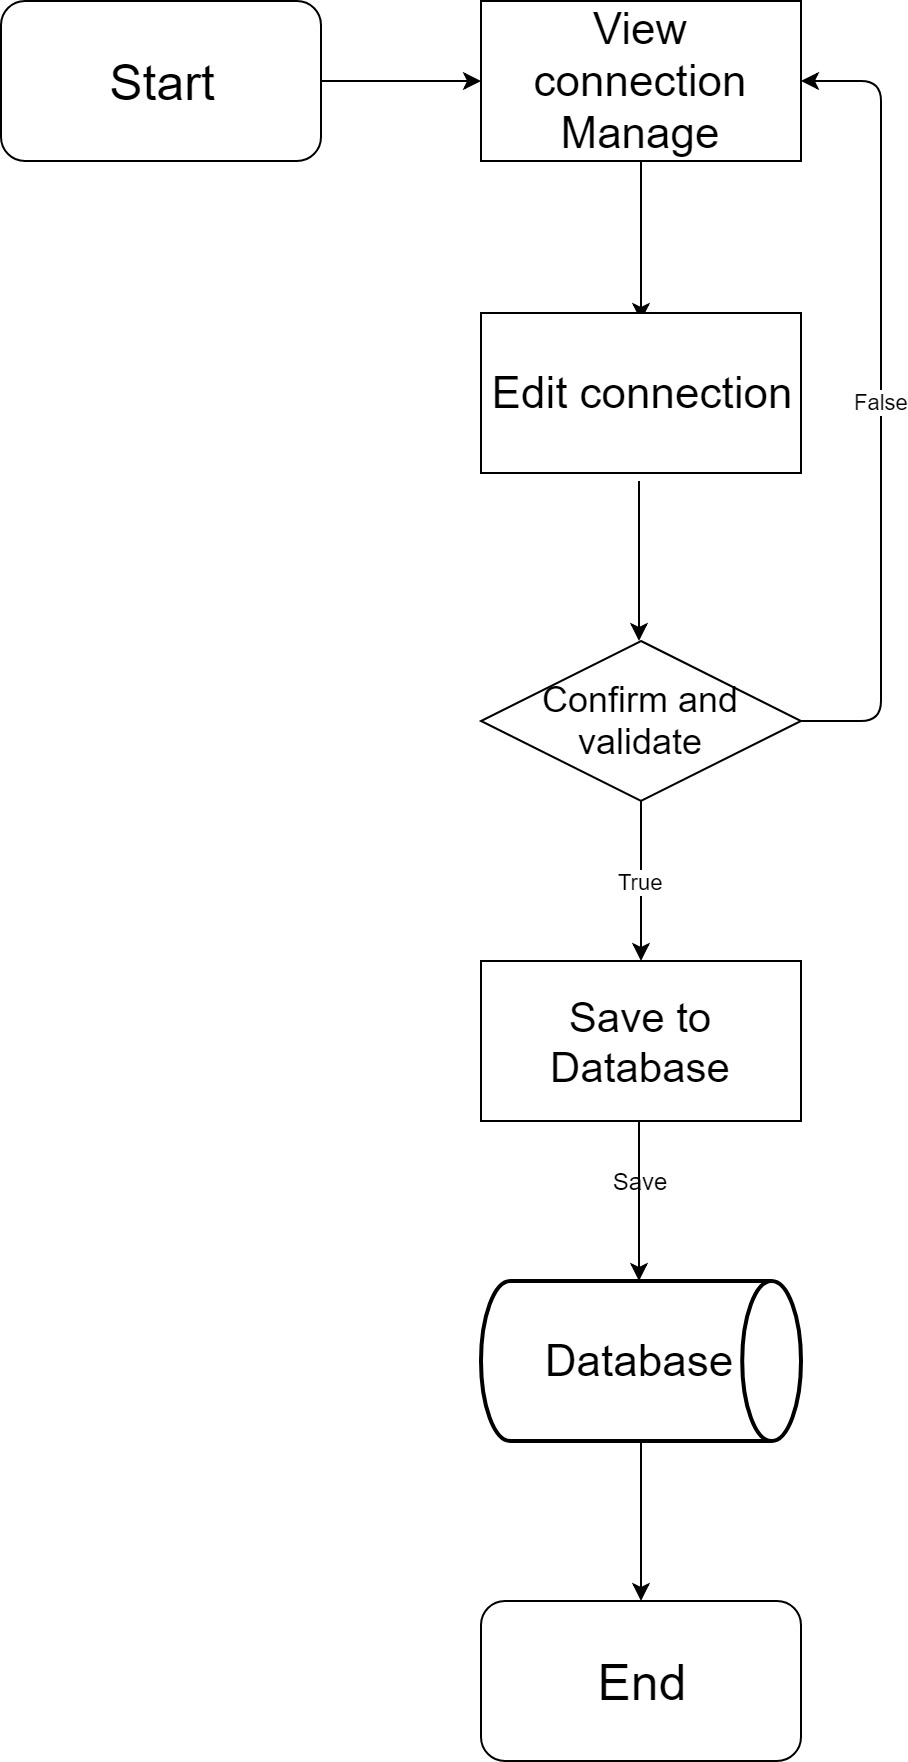 Start
View
connection
Manage
Edit connection
False
Confirm and
validate
True
Save to
Database
Save
Database
End